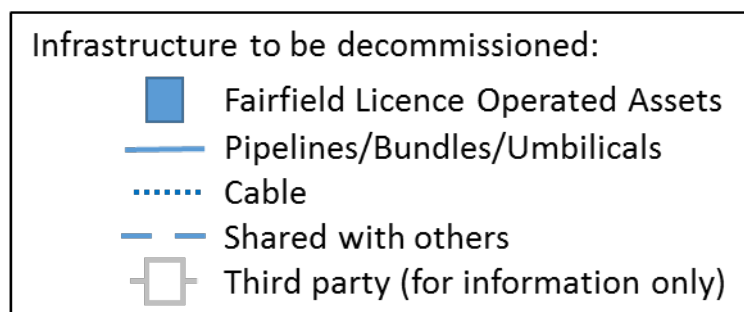 Infrastructure to be decommissioned:
Fairfield Licence Operated Assets
Pipelines/Bundles/Umbilicals
Cable
Shared with others
Third party (for information only)